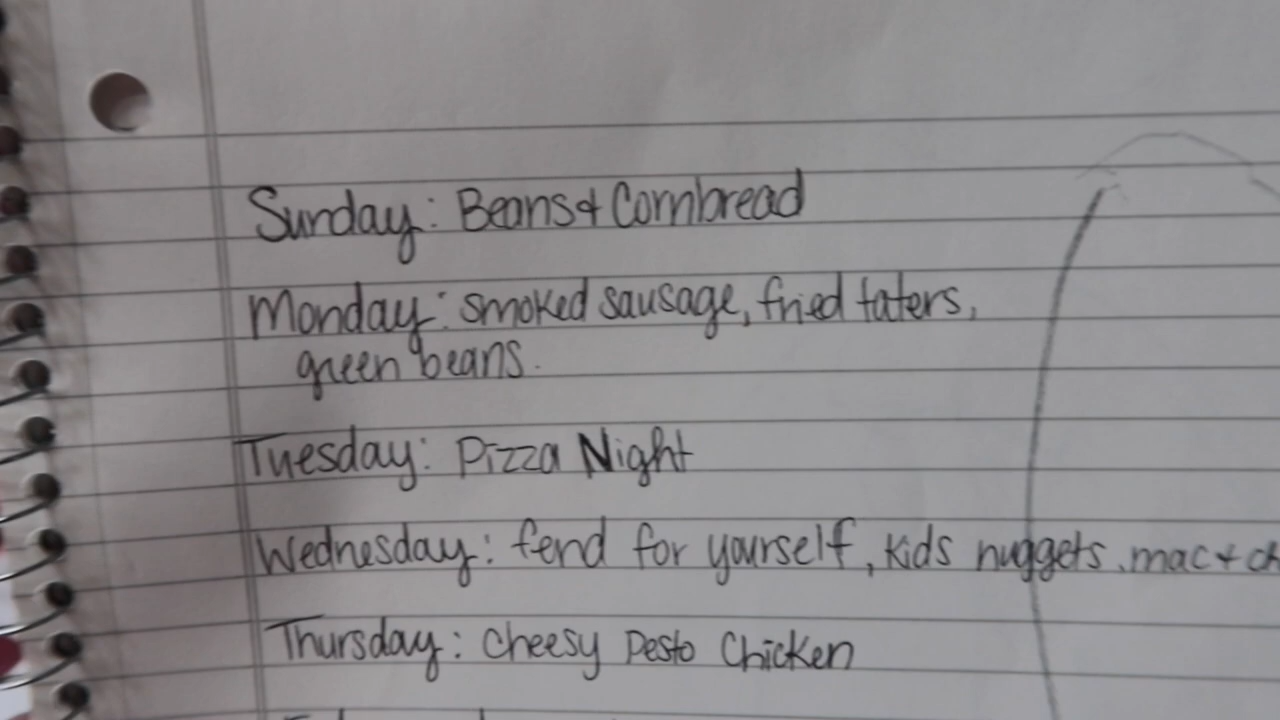 Sunday: Beans & Cornbread
Monday: smoked sausage, fried taters,
green beans.
Tuesday: Pizza Night
Wednesday: fend for yourself, kids nuggets, mac + ch
Thursday: Cheesy Pesto Chicken